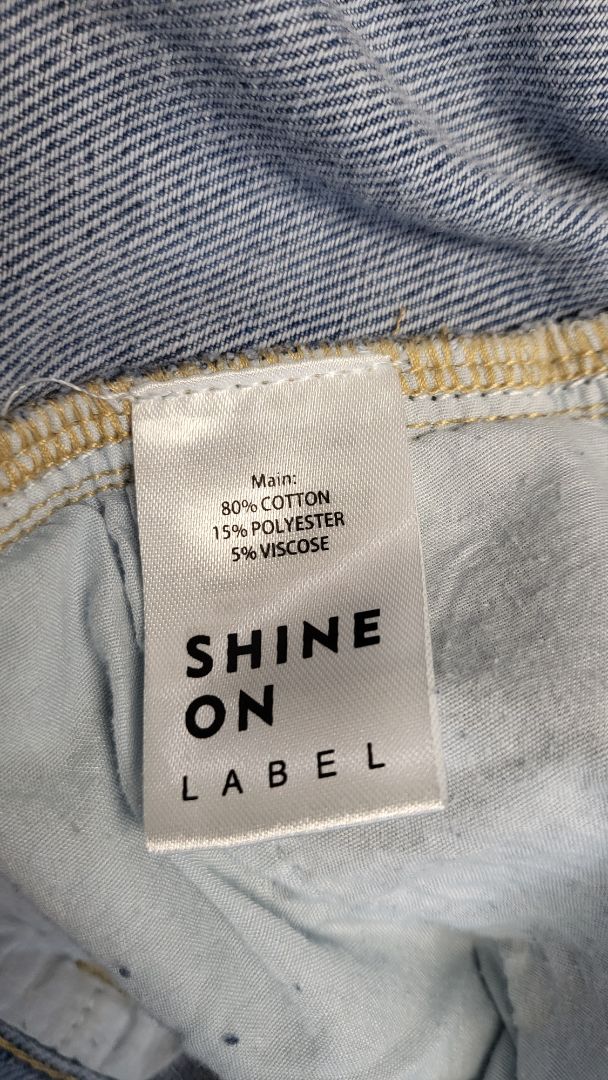 Main:
80% COTTON
15% POLYESTER
5% VISCOSE
SHINE
ON
LABEL